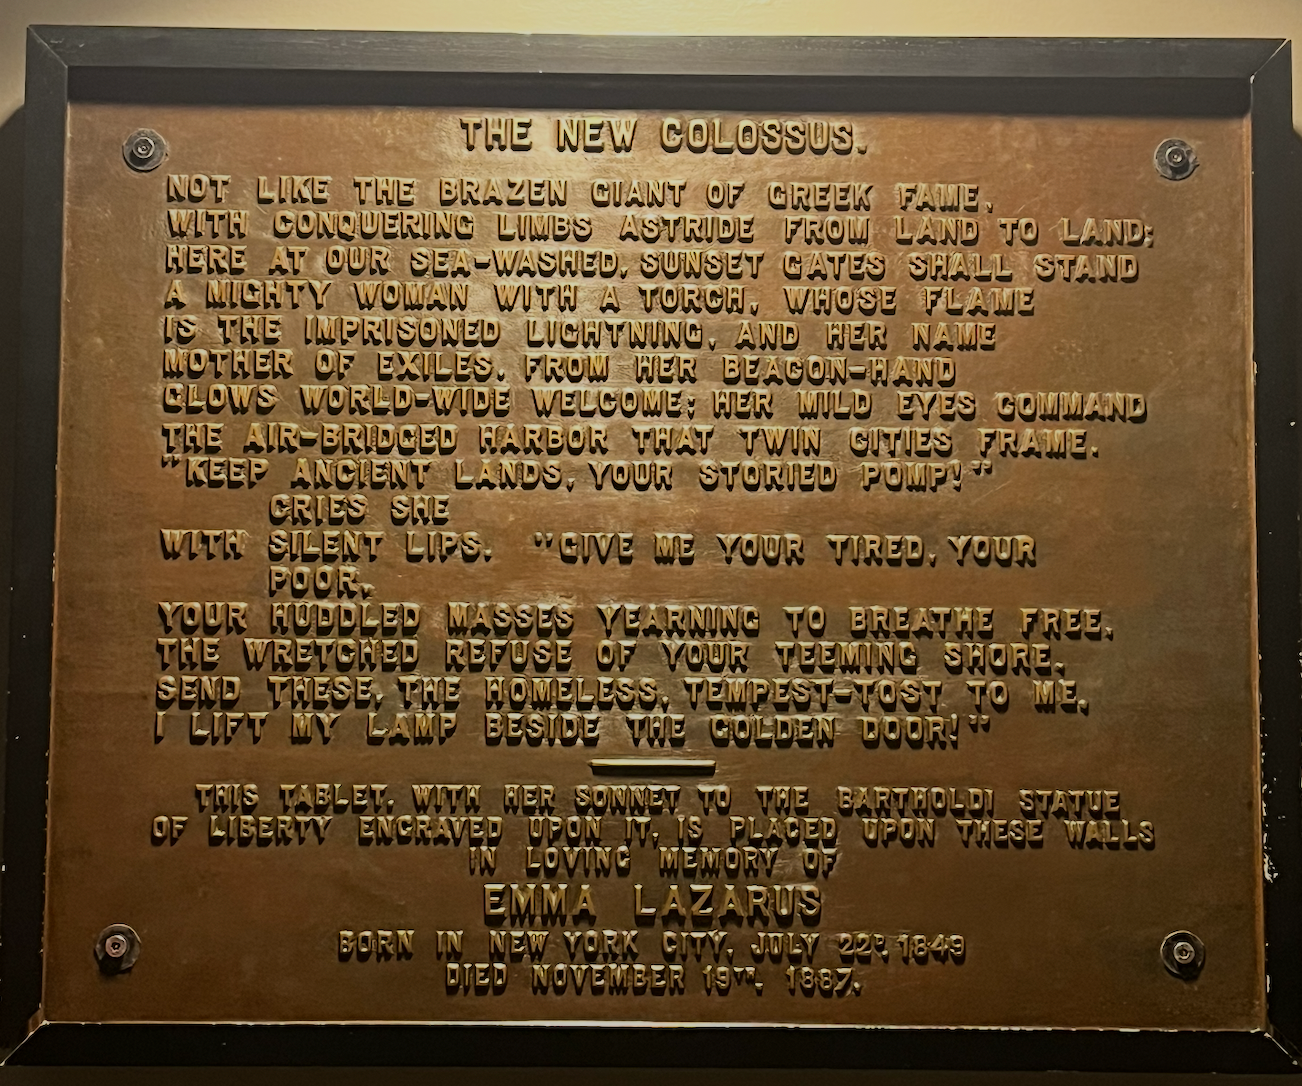 THE NEW COLOSSUS.
NOT LIKE THE BRAZEN GIANT OF GREEK FAME,
WITH CONQUERING LIMBS ASTRIDE FROM LAND TO LAND;
HERE AT OUR SEA-WASHED, SUNSET GATES SHALL STAND
A MIGHTY WOMAN WITH A TORCH, WHOSE FLAME
IS THE IMPRISONED LIGHTNING, AND HER NAME
MOTHER OF EXILES. FROM HER BEACON-HAND
GLOWS WORLD-WIDE WELCOME; HER MILD EYES COMMAND
THE AIR-BRIDGED HARBOR THAT TWIN CITIES FRAME.
"KEEP ANCIENT LANDS, YOUR STORIED POMP!"
CRIES SHE
WITH SILENT LIPS. "GIVE ME YOUR TIRED, YOUR
POOR,
YOUR HUDDLED MASSES YEARNING TO BREATHE FREE,
THE WRETCHED REFUSE OF YOUR TEEMING SHORE.
SEND THESE, THE HOMELESS, TEMPEST-TOST TO ME,
I LIFT MY LAMP BESIDE THE GOLDEN DOOR!"
THIS TABLET, WITH HER SONNET TO THE BARTHOLDI STATUE
OF LIBERTY ENGRAVED UPON IT, IS PLACED UPON THESE WALLS
IN LOVING MEMORY OF
EMMA LAZARUS
BORN IN NEW YORK CITY, JULY 22D, 1849
DIED NOVEMBER 19TH, 1887.